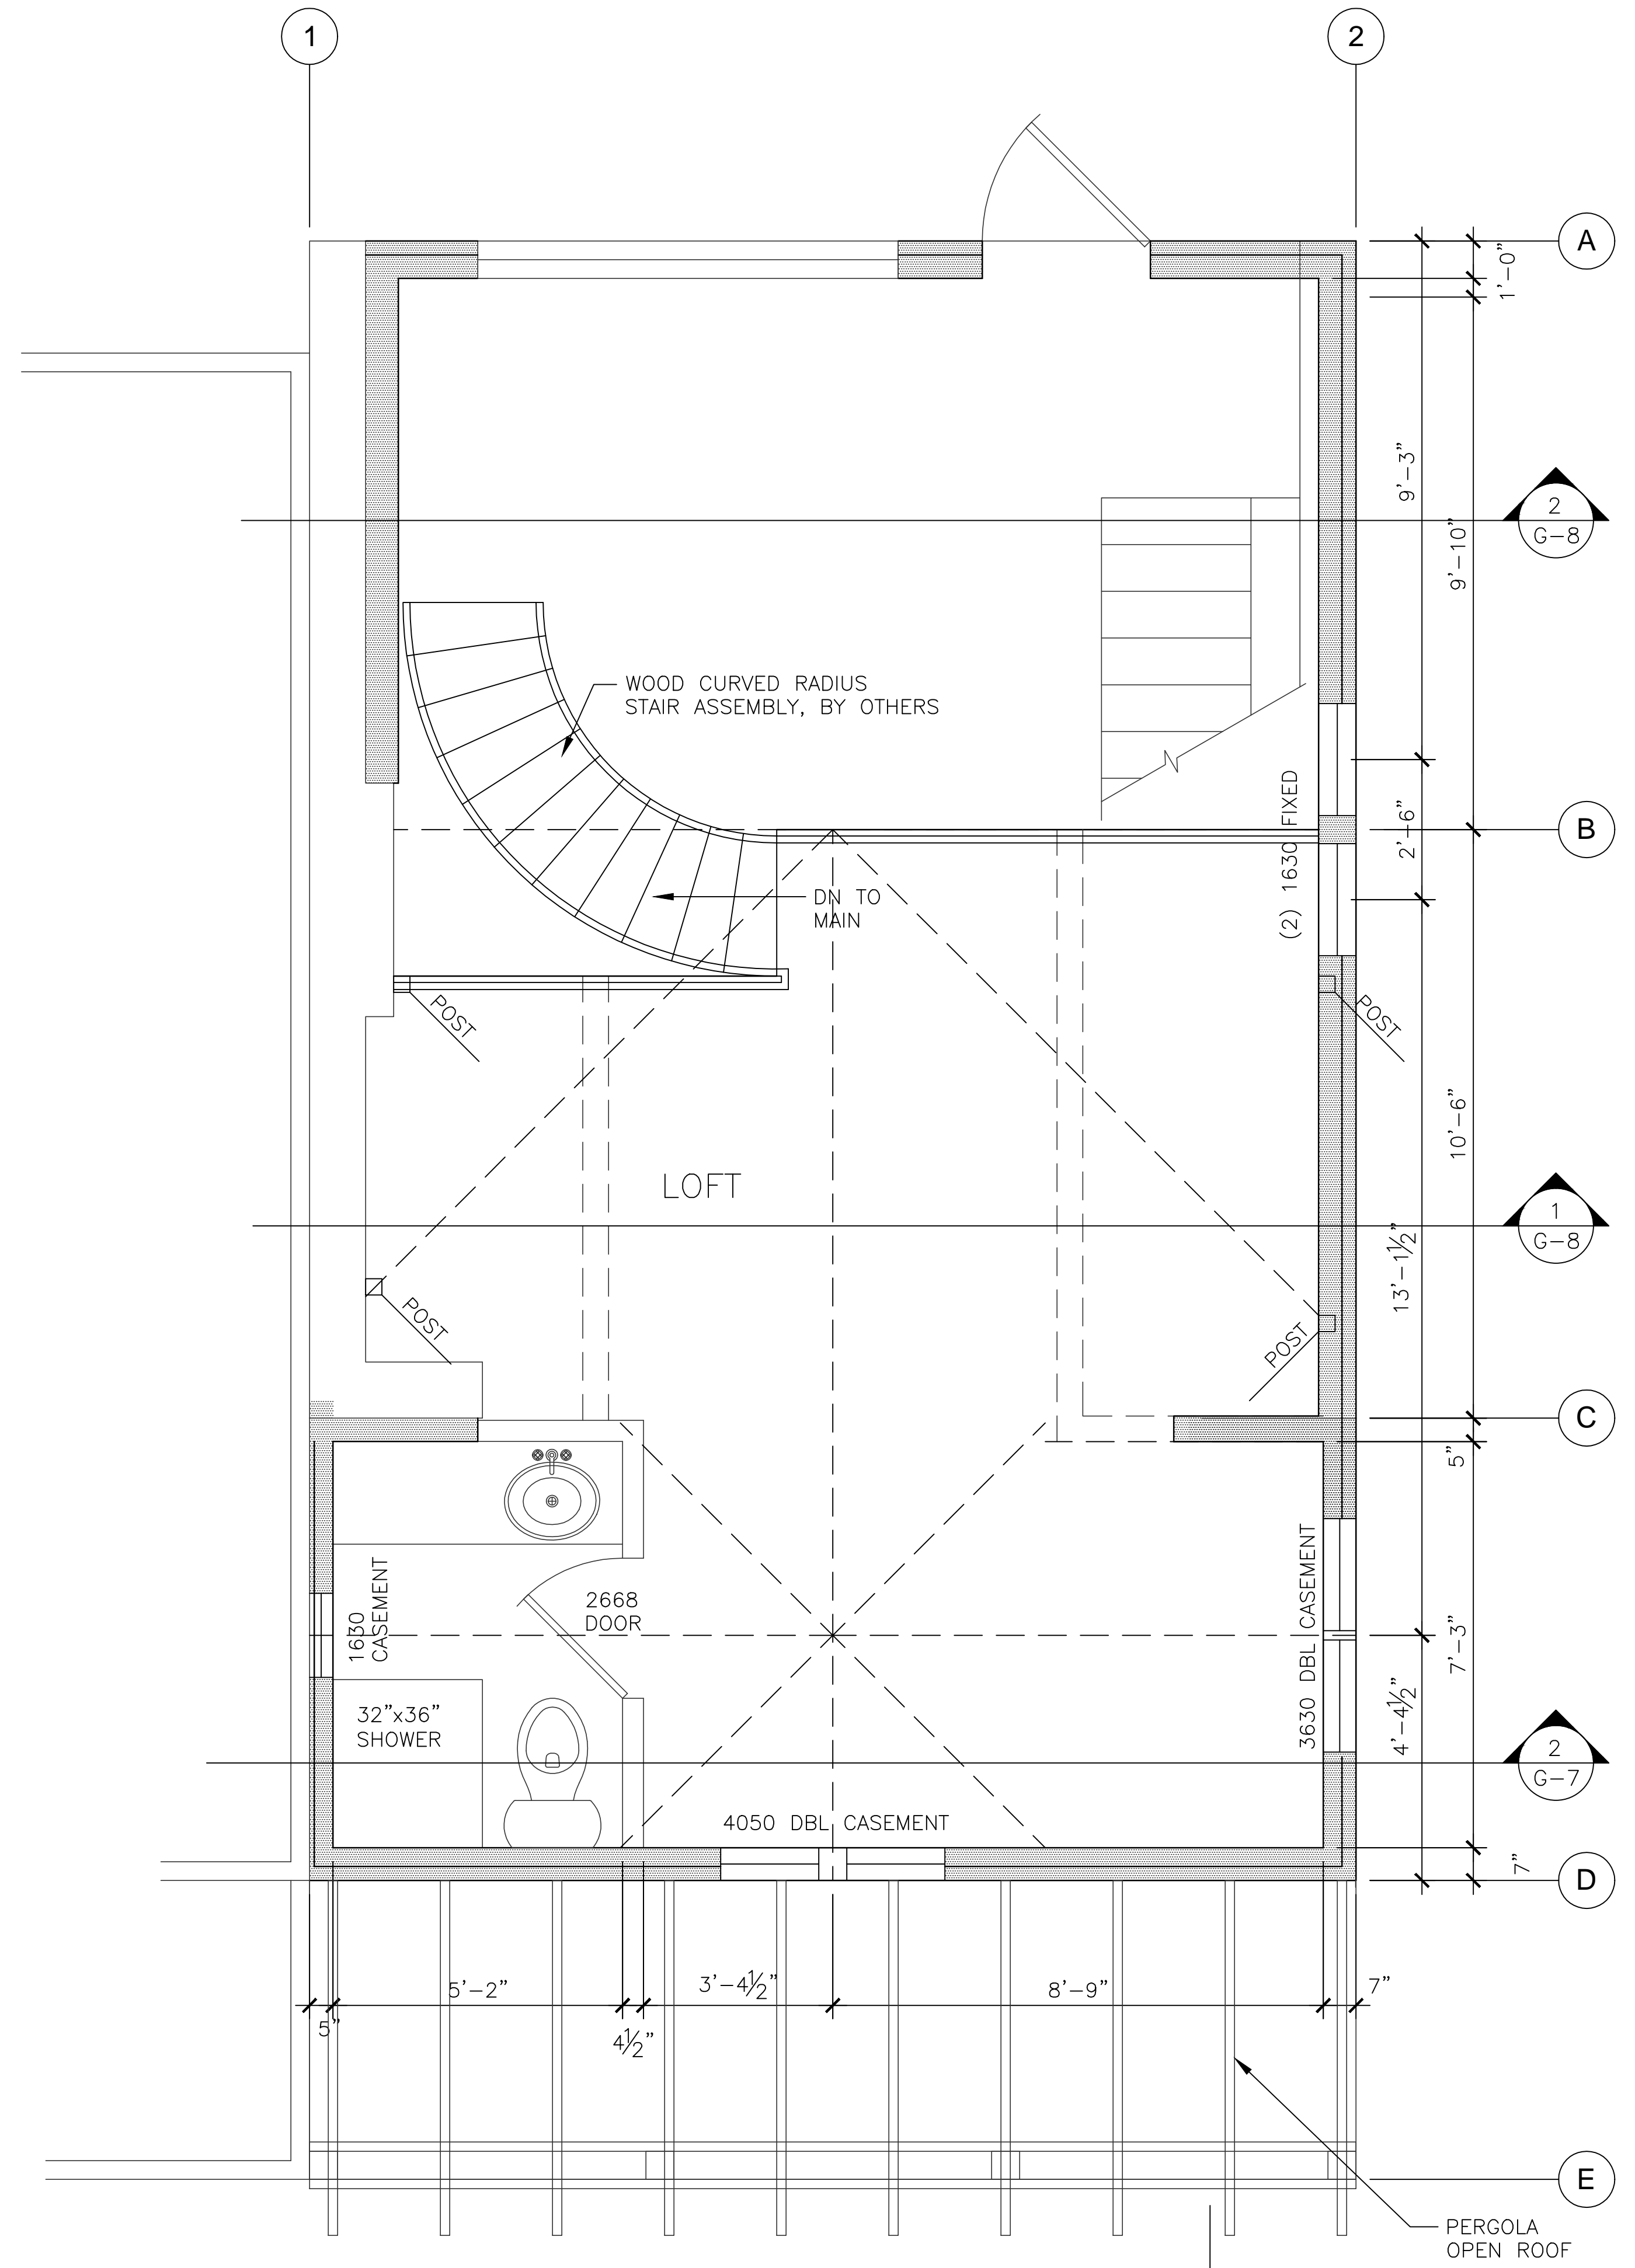 1
2
A
1'-0"
9'-3"
2
G-8
9'-10"
WOOD CURVED RADIUS
STAIR ASSEMBLY, BY OTHERS
(2) 1630 FIXED
2'-6"
B
DN TO
MAIN
POST
POST
10'-6"
LOFT
1
G-8
13'-1½"
POST
POST
C
5"
1630
CASEMENT
2668
DOOR
3630 DBL CASEMENT
7'-3"
32"x36"
SHOWER
4'-4½"
2
G-7
4050 DBL CASEMENT
7"
D
5"
5'-2"
4½"
3'-4½"
8'-9"
7"
E
PERGOLA
OPEN ROOF